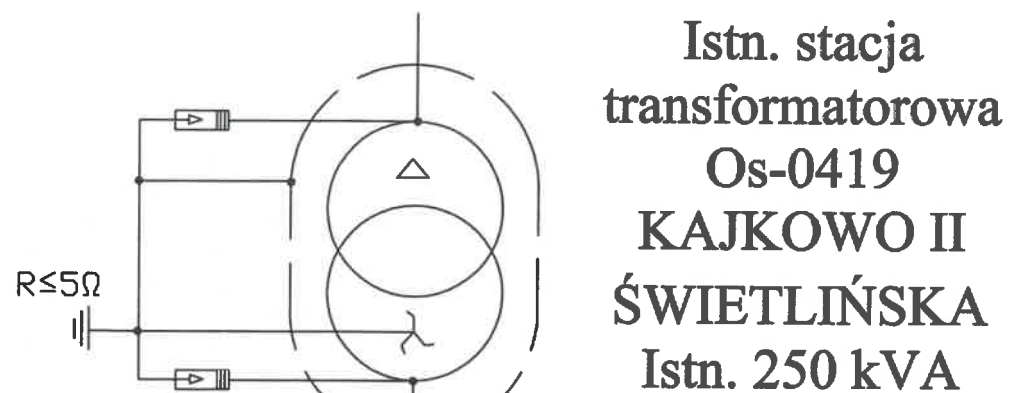 Istn. stacja
transformatorowa
Os-0419
KAJKOWO II
ŚWIETLIŃSKA
Istn. 250 kVA
R≤5Ω